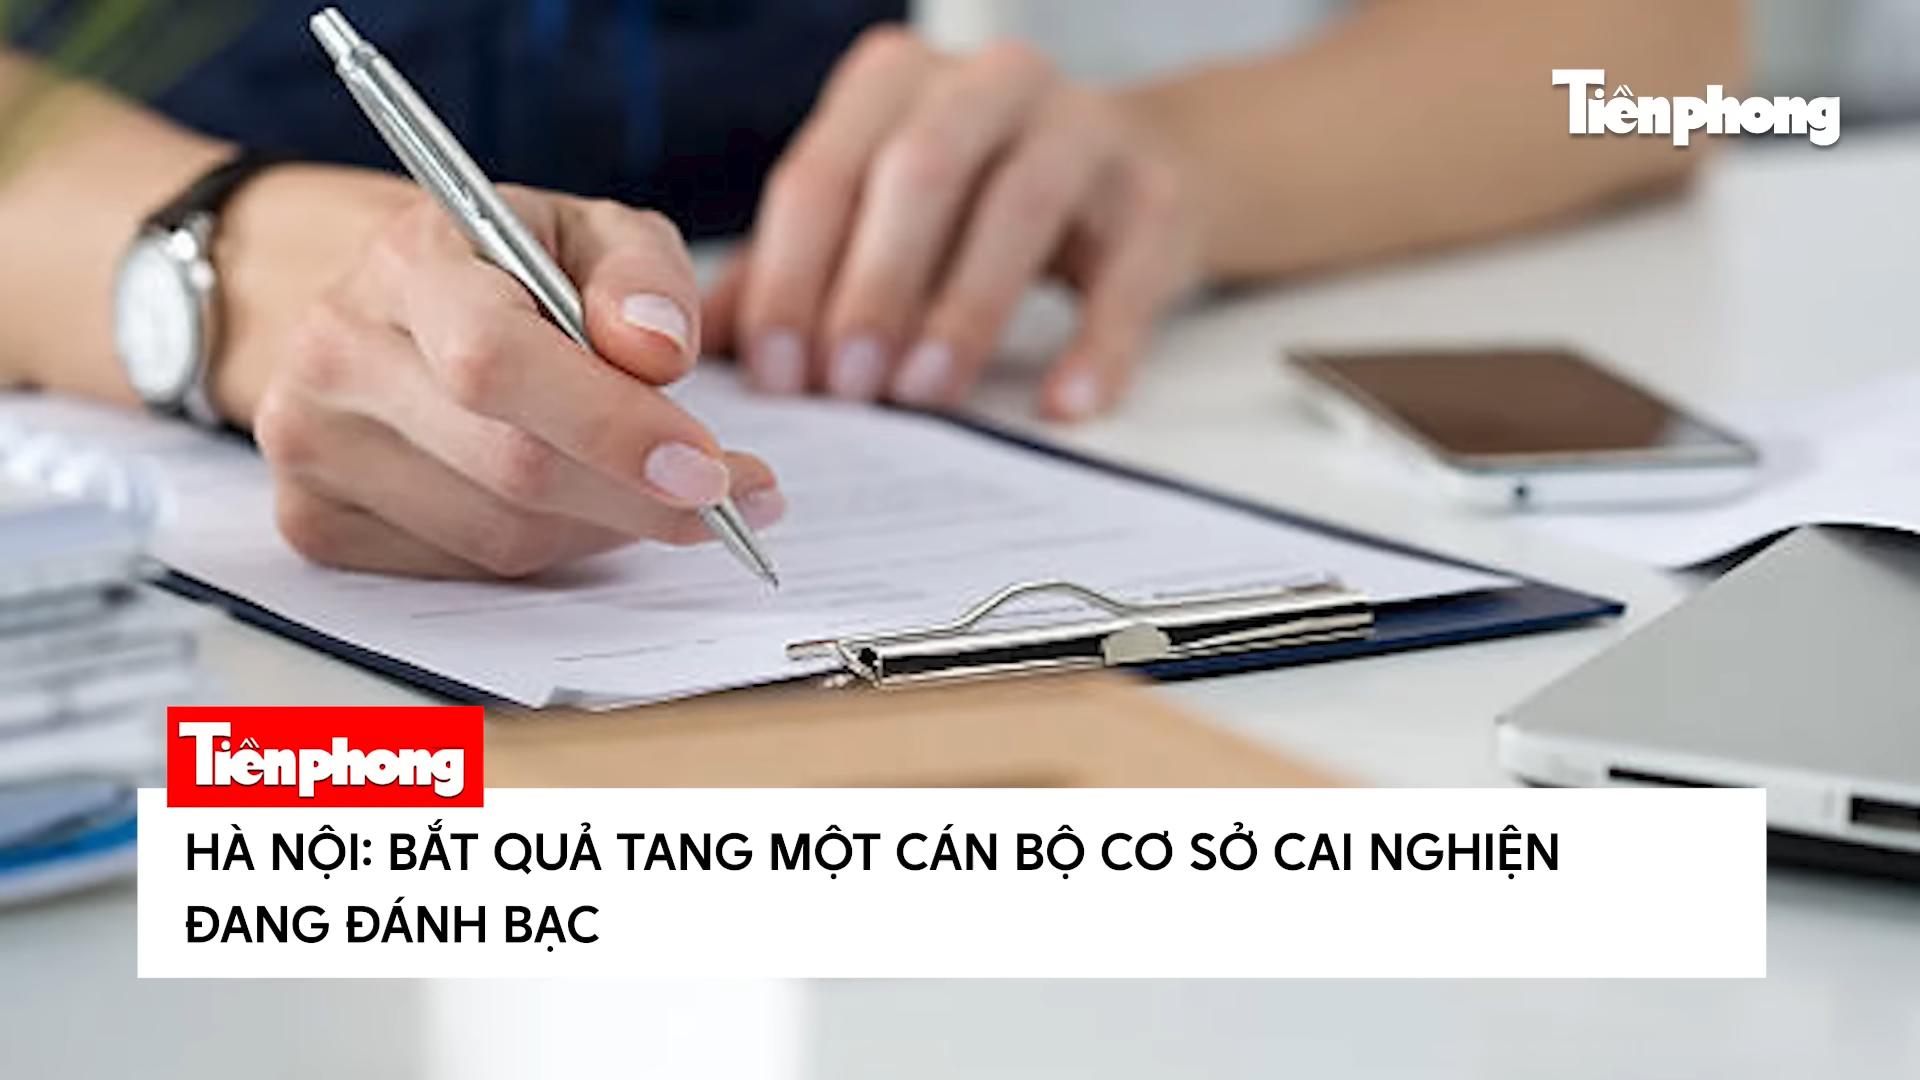 Tiềnphong
Tiềnphong
HÀ NỘI: BẮT QUẢ TANG MỘT CÁN BỘ CƠ SỞ CAI NGHIỆN
ĐANG ĐÁNH BẠC